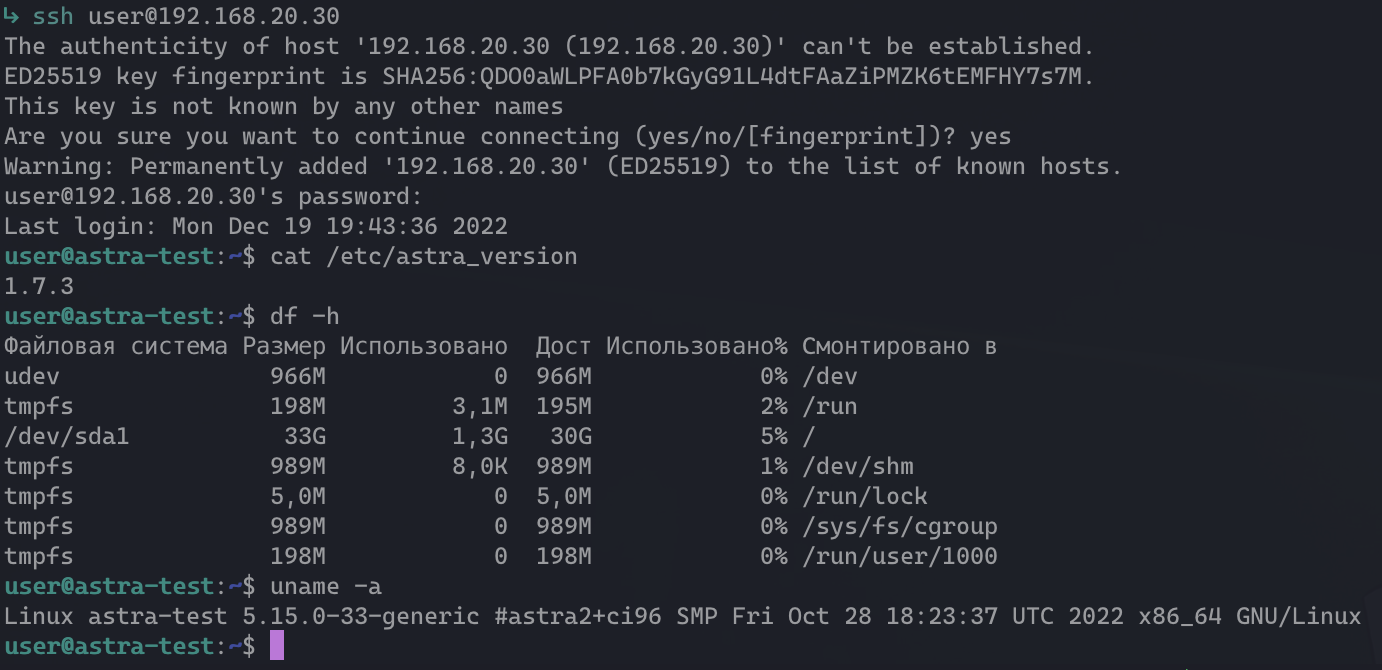 ↳ ssh user@192.168.20.30
The authenticity of host '192.168.20.30 (192.168.20.30)' can't be established.
ED25519 key fingerprint is SHA256:QDO0aWLPFA0b7kGyG91L4dtFAaZiPMZK6tEMFHY7s7M.
This key is not known by any other names
Are you sure you want to continue connecting (yes/no/[fingerprint])? yes
Warning: Permanently added '192.168.20.30' (ED25519) to the list of known hosts.
user@192.168.20.30's password:
Last login: Mon Dec 19 19:43:36 2022
user@astra-test:~$ cat /etc/astra_version
1.7.3
user@astra-test:~$ df -h
Файловая система Размер Использовано  Дост Использовано% Смонтировано в
udev               966M            0  966M            0% /dev
tmpfs              198M         3,1M  195M            2% /run
/dev/sda1           33G         1,3G   30G            5% /
tmpfs              989M         8,0K  989M            1% /dev/shm
tmpfs              5,0M            0  5,0M            0% /run/lock
tmpfs              989M            0  989M            0% /sys/fs/cgroup
tmpfs              198M            0  198M            0% /run/user/1000
user@astra-test:~$ uname -a
Linux astra-test 5.15.0-33-generic #astra2+ci96 SMP Fri Oct 28 18:23:37 UTC 2022 x86_64 GNU/Linux
user@astra-test:~$